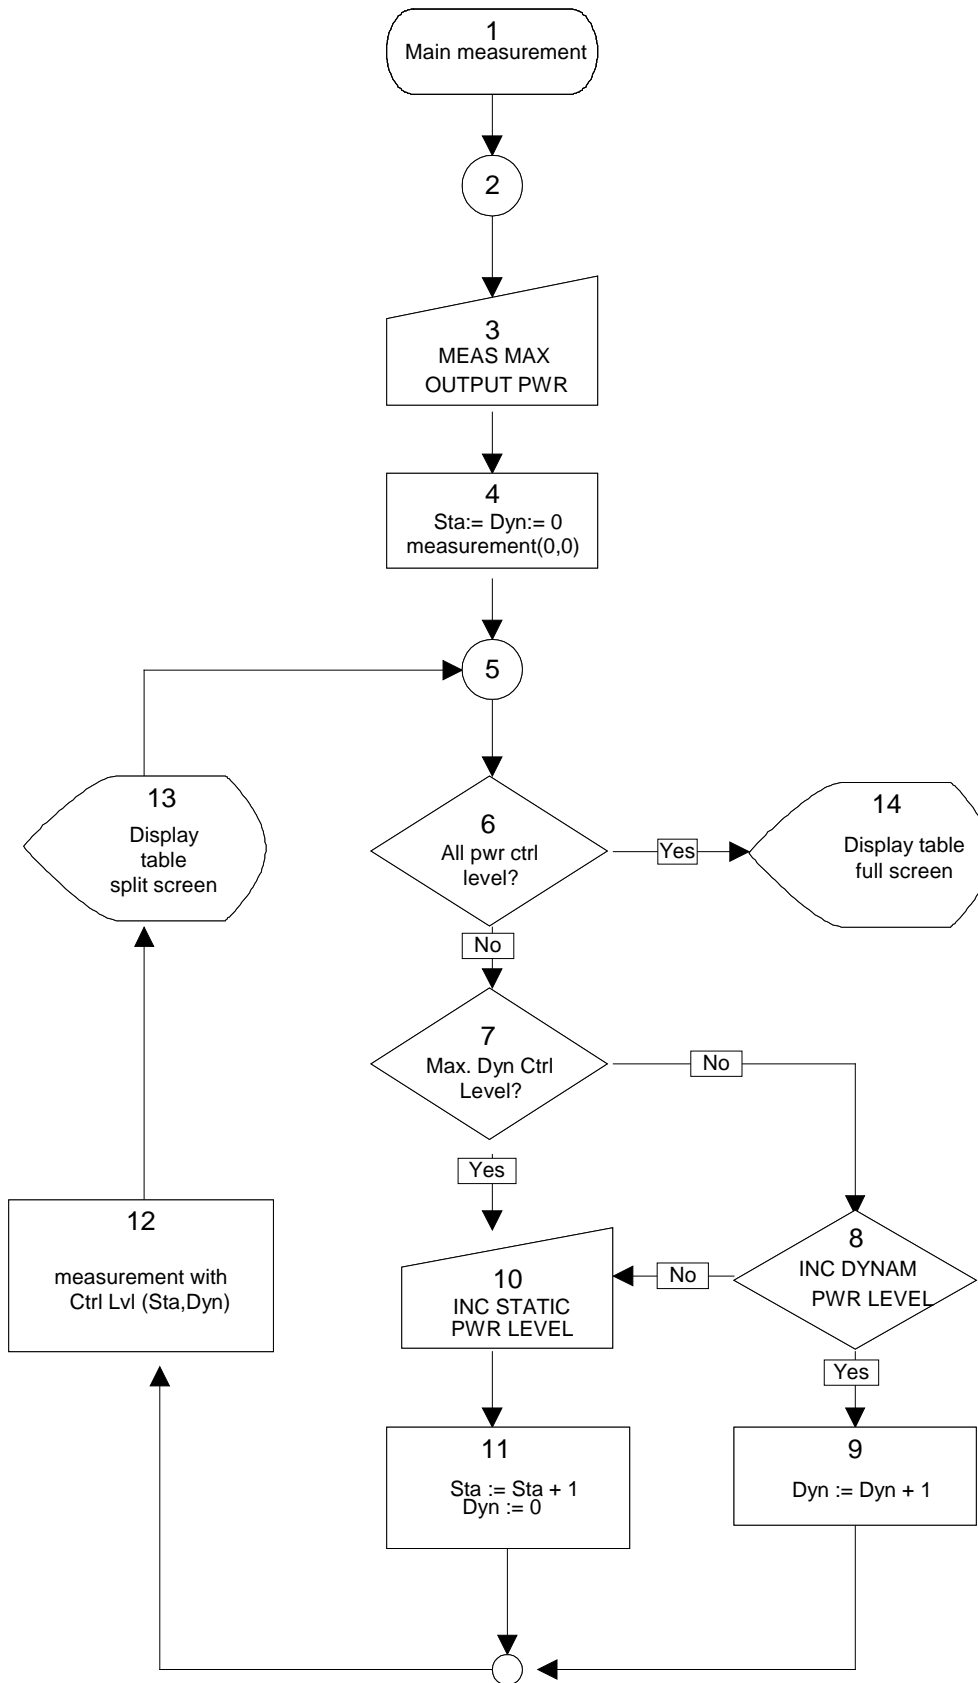 1
Main measurement
2
3
MEAS MAX
OUTPUT PWR
4
Sta:= Dyn:= 0
measurement(0,0)
5
13
Display
table
split screen
6
All pwr ctrl
level?
Yes
14
Display table
full screen
No
7
Max. Dyn Ctrl
Level?
No
Yes
12
measurement with
Ctrl Lvl (Sta,Dyn)
8
INC DYNAM
PWR LEVEL
No
10
INC STATIC
PWR LEVEL
Yes
11
Sta := Sta + 1
Dyn := 0
9
Dyn := Dyn + 1